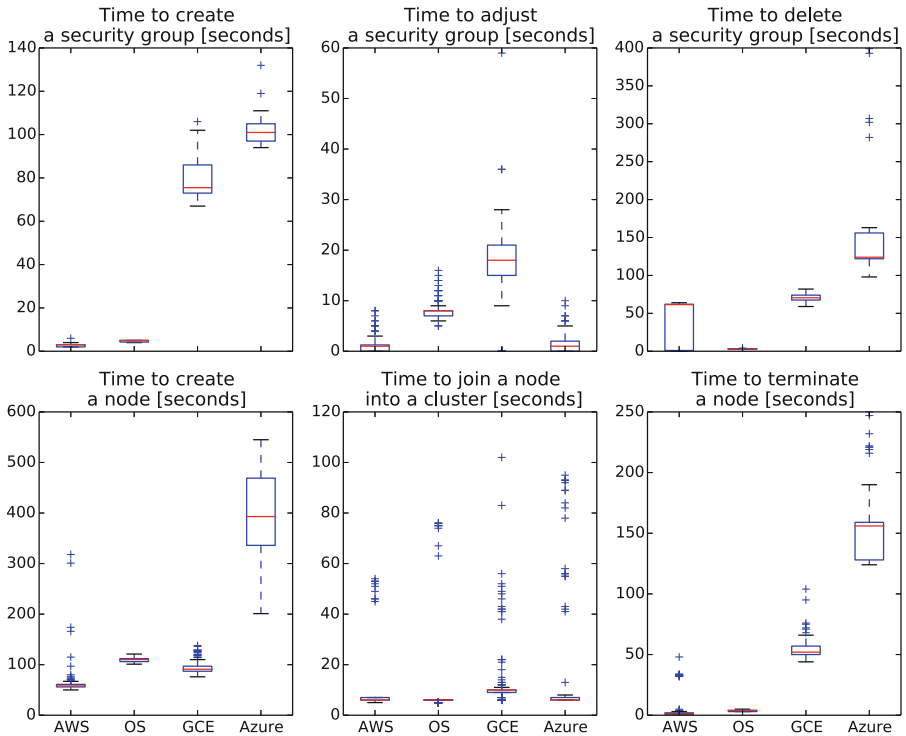 Time to create
a security group [seconds]
140
120
100
80
60
40
20
0
Time to adjust
a security group [seconds]
60
50
40
30
20
10
0
Time to delete
a security group [seconds]
400
350
300
250
200
150
100
50
0
Time to create
a node [seconds]
600
500
400
300
200
100
0
AWS OS GCE Azure
Time to join a node
into a cluster [seconds]
120
100
80
60
40
20
0
AWS OS GCE Azure
Time to terminate
a node [seconds]
250
200
150
100
50
0
AWS OS GCE Azure